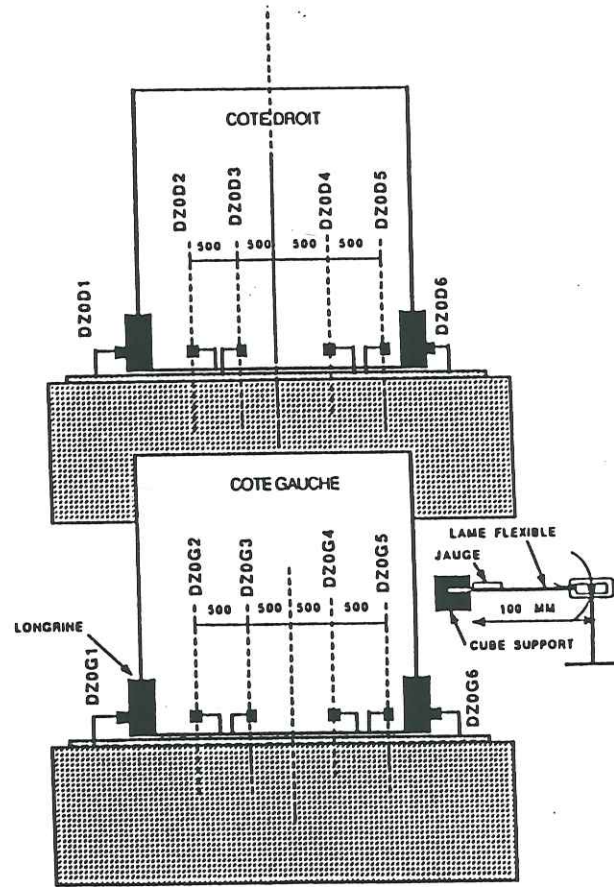 COTE DROIT
DZ0D2
DZ0D3
DZ0D4
DZ0D5
500 500 500 500
DZ0D1
DZ0D6
COTE GAUCHE
DZ0G2
DZ0G3
DZ0G4
DZ0G5
500 500 500 500
LONGRINE
DZ0G1
DZ0G6
LAME FLEXIBLE
JAUGE
100 MM
CUBE SUPPORT